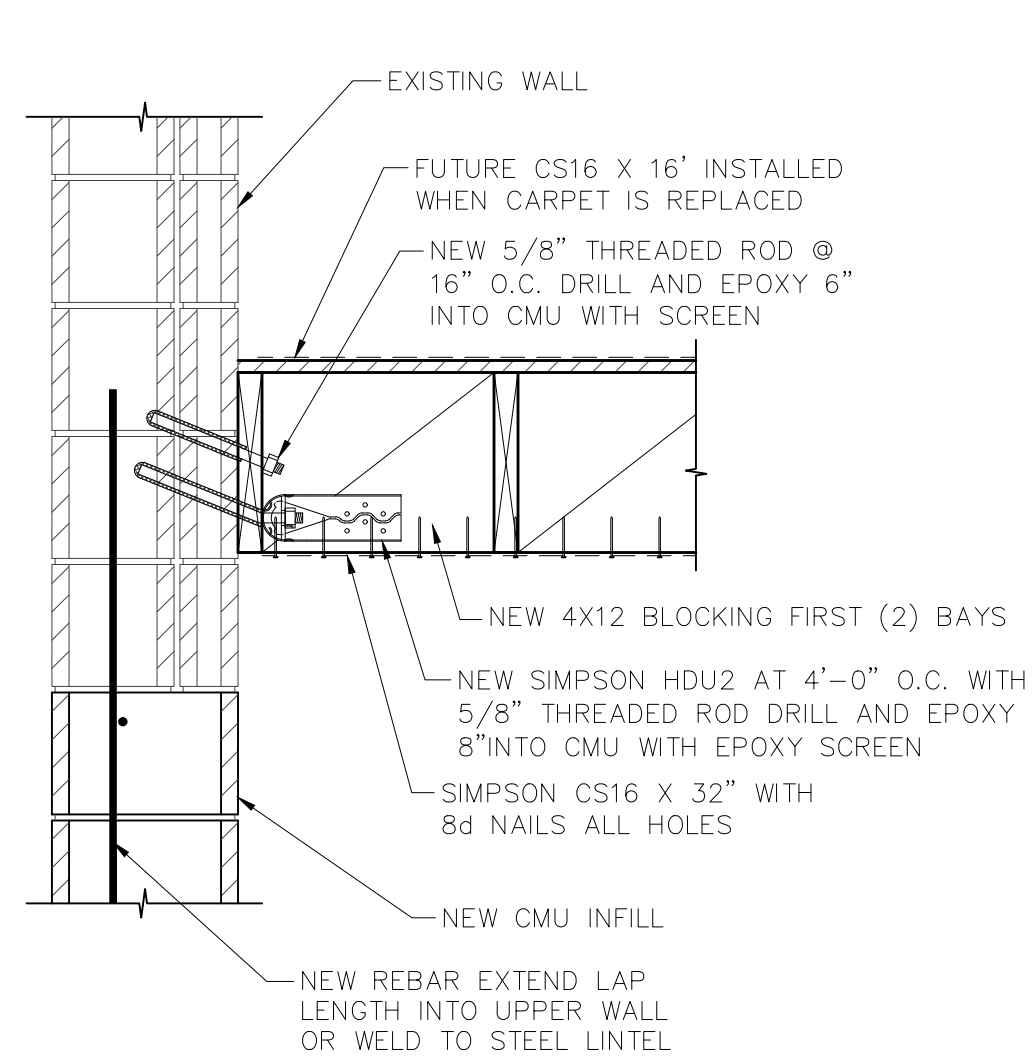 EXISTING WALL
FUTURE CS16 X 16' INSTALLED
WHEN CARPET IS REPLACED
NEW 5/8" THREADED ROD @
16" O.C. DRILL AND EPOXY 6"
INTO CMU WITH SCREEN
NEW 4X12 BLOCKING FIRST (2) BAYS
NEW SIMPSON HDU2 AT 4'-0" O.C. WITH
5/8" THREADED ROD DRILL AND EPOXY
8"INTO CMU WITH EPOXY SCREEN
SIMPSON CS16 X 32" WITH
8d NAILS ALL HOLES
NEW CMU INFILL
NEW REBAR EXTEND LAP
LENGTH INTO UPPER WALL
OR WELD TO STEEL LINTEL